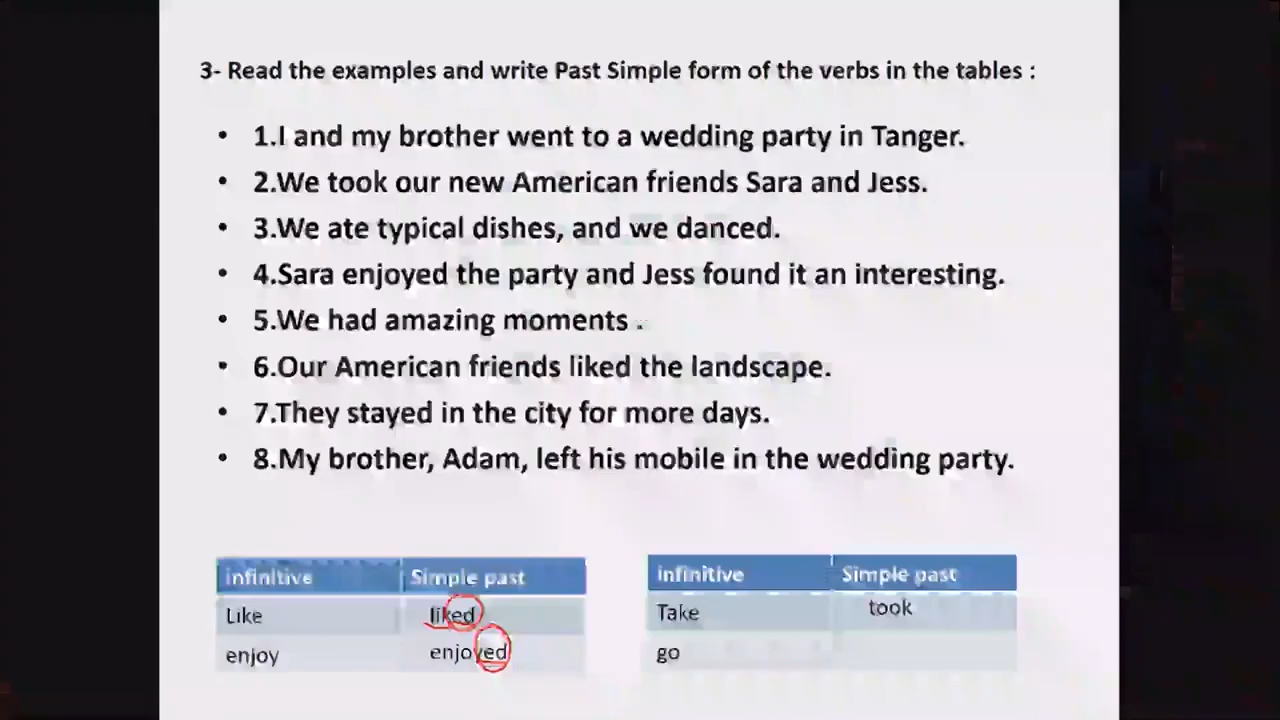 3- Read the examples and write Past Simple form of the verbs in the tables :
• 1.I and my brother went to a wedding party in Tanger.
• 2.We took our new American friends Sara and Jess.
• 3.We ate typical dishes, and we danced.
• 4.Sara enjoyed the party and Jess found it an interesting.
• 5.We had amazing moments .
• 6.Our American friends liked the landscape.
• 7.They stayed in the city for more days.
• 8.My brother, Adam, left his mobile in the wedding party.
infinitive Simple past
Like liked
enjoy enjoyed
infinitive Simple past
Take took
go